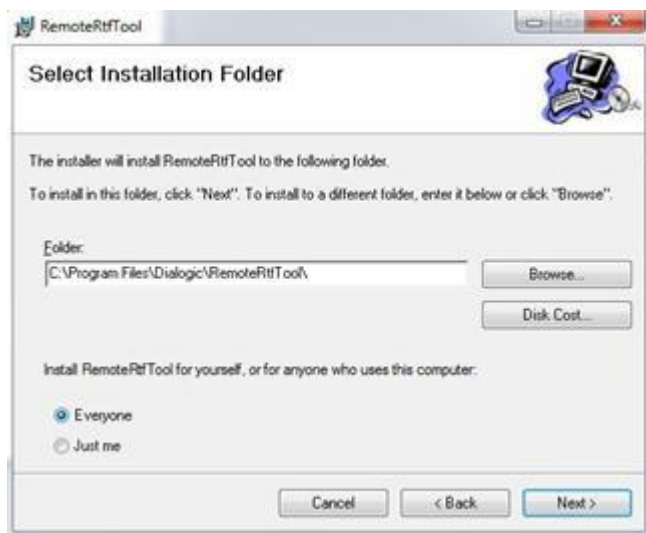 RemoteRtfTool
Select Installation Folder
The installer will install RemoteRtfTool to the following folder.
To install in this folder, click "Next". To install to a different folder, enter it below or click "Browse".
Folder:
C:\Program Files\Dialogic\RemoteRtfTool\
Browse...
Disk Cost...
Install RemoteRtfTool for yourself, or for anyone who uses this computer:
Everyone
Just me
Cancel
< Back
Next >